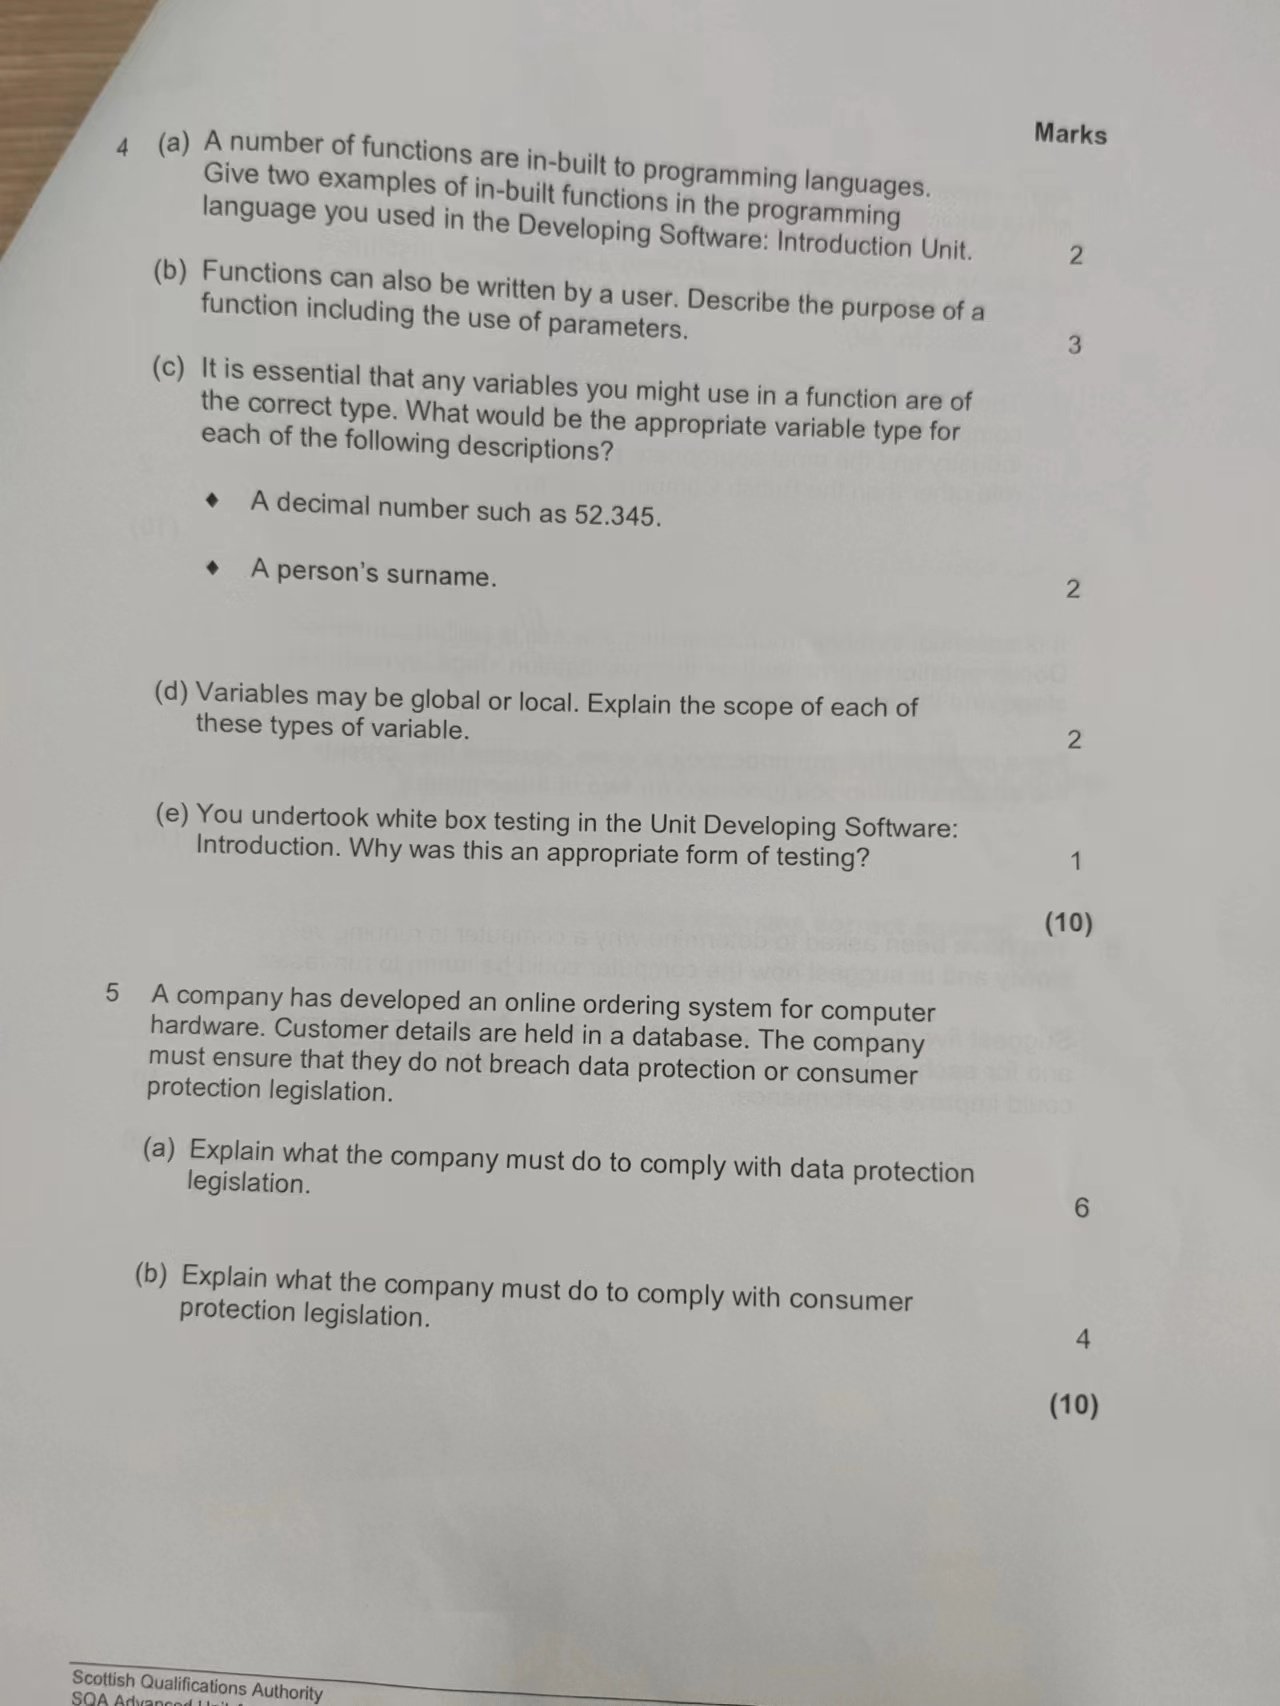 Marks
4 (a) A number of functions are in-built to programming languages.
Give two examples of in-built functions in the programming
language you used in the Developing Software: Introduction Unit. 2
(b) Functions can also be written by a user. Describe the purpose of a
function including the use of parameters. 3
(c) It is essential that any variables you might use in a function are of
the correct type. What would be the appropriate variable type for
each of the following descriptions?
♦ A decimal number such as 52.345.
♦ A person's surname. 2
(d) Variables may be global or local. Explain the scope of each of
these types of variable. 2
(e) You undertook white box testing in the Unit Developing Software:
Introduction. Why was this an appropriate form of testing? 1
(10)
5 A company has developed an online ordering system for computer
hardware. Customer details are held in a database. The company
must ensure that they do not breach data protection or consumer
protection legislation.
(a) Explain what the company must do to comply with data protection
legislation. 6
(b) Explain what the company must do to comply with consumer
protection legislation. 4
(10)
Scottish Qualifications Authority
SQA Advanced